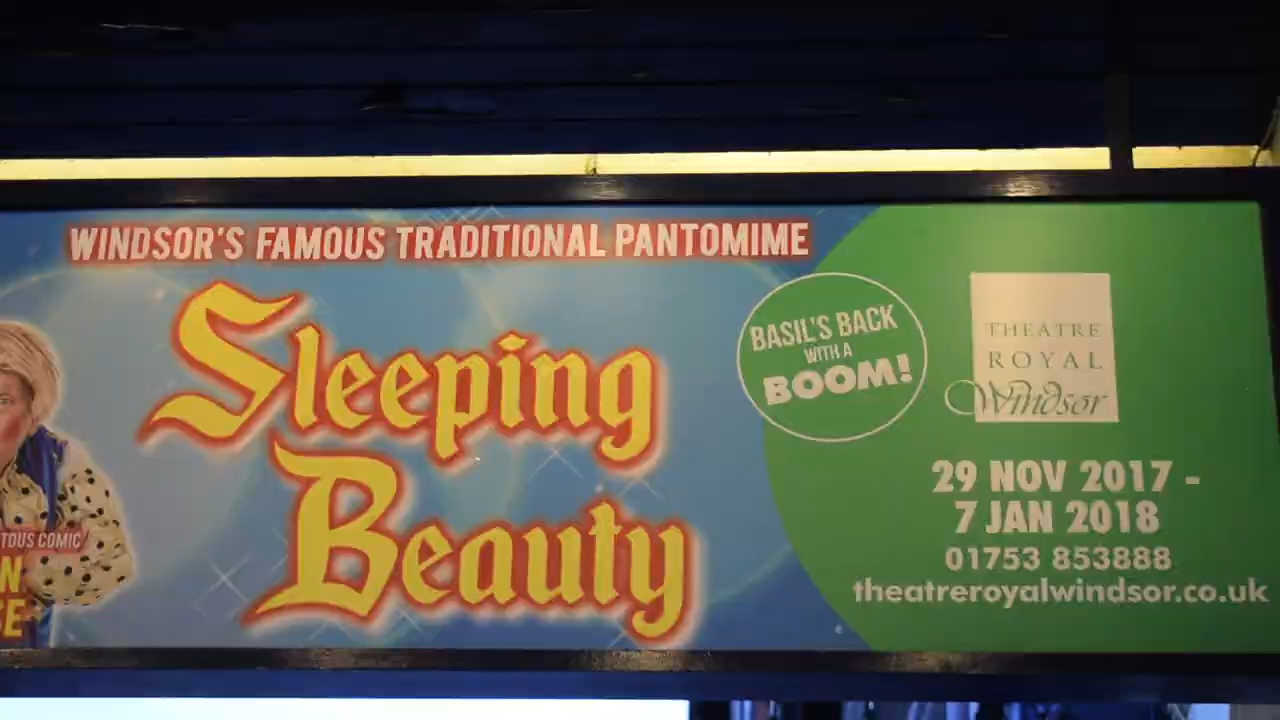 WINDSOR'S FAMOUS TRADITIONAL PANTOMIME
Sleeping
Beauty
BASIL'S BACK
WITH A
BOOM!
THEATRE
ROYAL
Windsor
29 NOV 2017 -
7 JAN 2018
01753 853888
theatreroyalwindsor.co.uk
COMIC